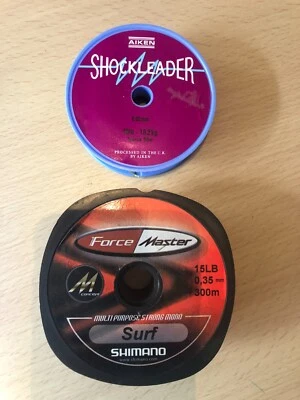 AIKEN
SHOCKLEADER
PROCESSED IN THE U.K.
BY AIKEN
Force Master
M
15LB
0,35 mm
300m
MULTI PURPOSE STRONG MONO
Surf
SHIMANO